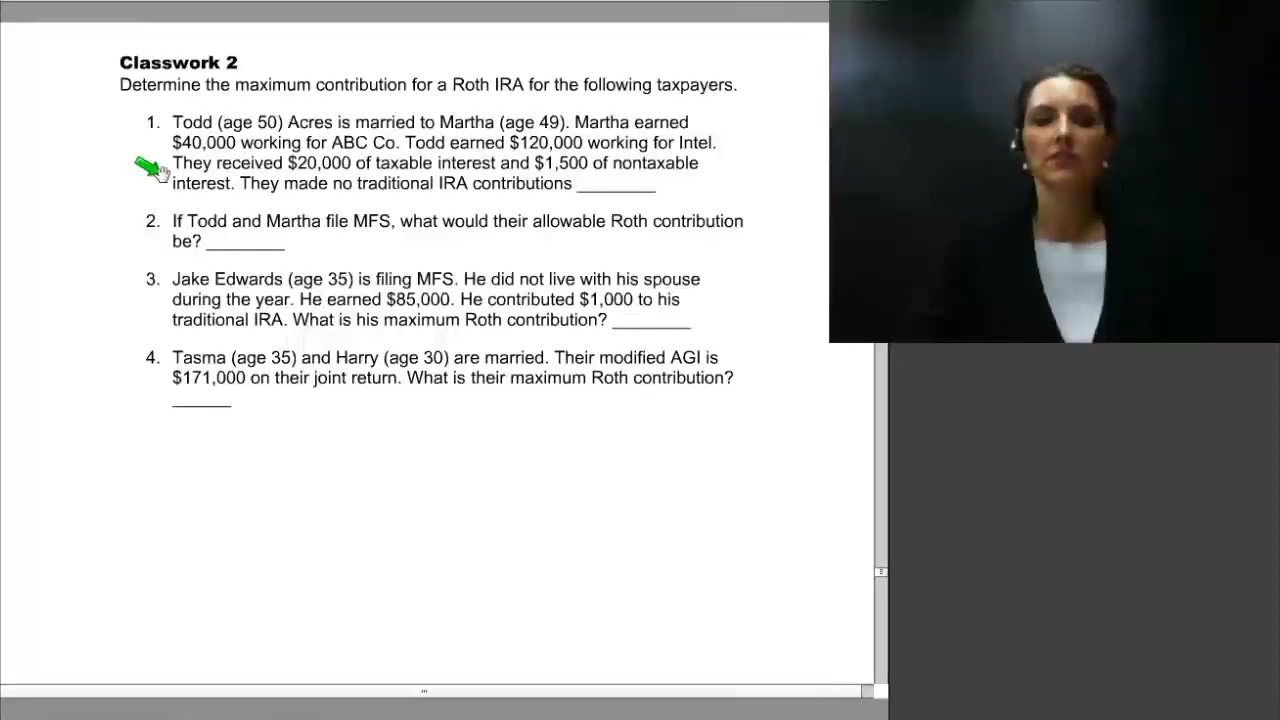 Classwork 2
Determine the maximum contribution for a Roth IRA for the following taxpayers.
1. Todd (age 50) Acres is married to Martha (age 49). Martha earned
$40,000 working for ABC Co. Todd earned $120,000 working for Intel.
They received $20,000 of taxable interest and $1,500 of nontaxable
interest. They made no traditional IRA contributions ________
2. If Todd and Martha file MFS, what would their allowable Roth contribution
be? ________
3. Jake Edwards (age 35) is filing MFS. He did not live with his spouse
during the year. He earned $85,000. He contributed $1,000 to his
traditional IRA. What is his maximum Roth contribution? ________
4. Tasma (age 35) and Harry (age 30) are married. Their modified AGI is
$171,000 on their joint return. What is their maximum Roth contribution?
______